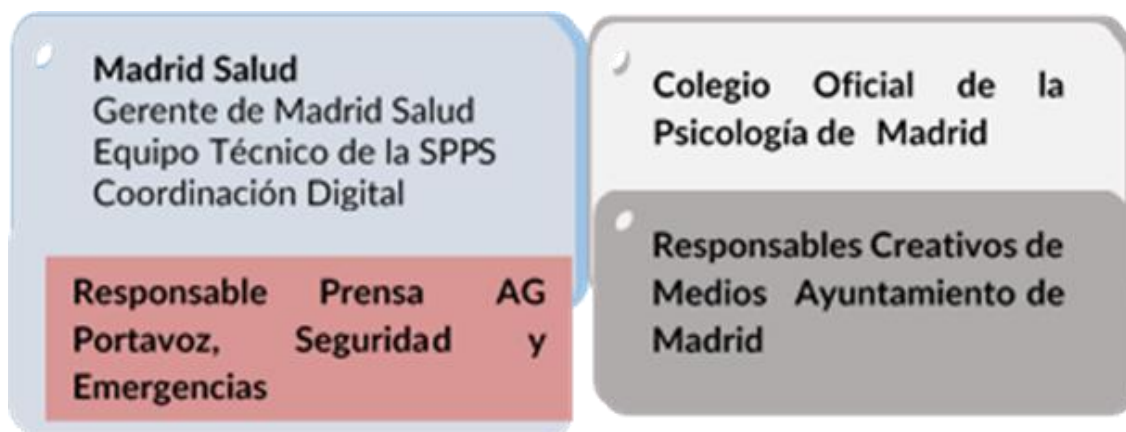 Madrid Salud
Gerente de Madrid Salud
Equipo Técnico de la SPPS
Coordinación Digital
Responsable Prensa AG
Portavoz, Seguridad y
Emergencias
Colegio Oficial de la
Psicología de Madrid
Responsables Creativos de
Medios Ayuntamiento de
Madrid